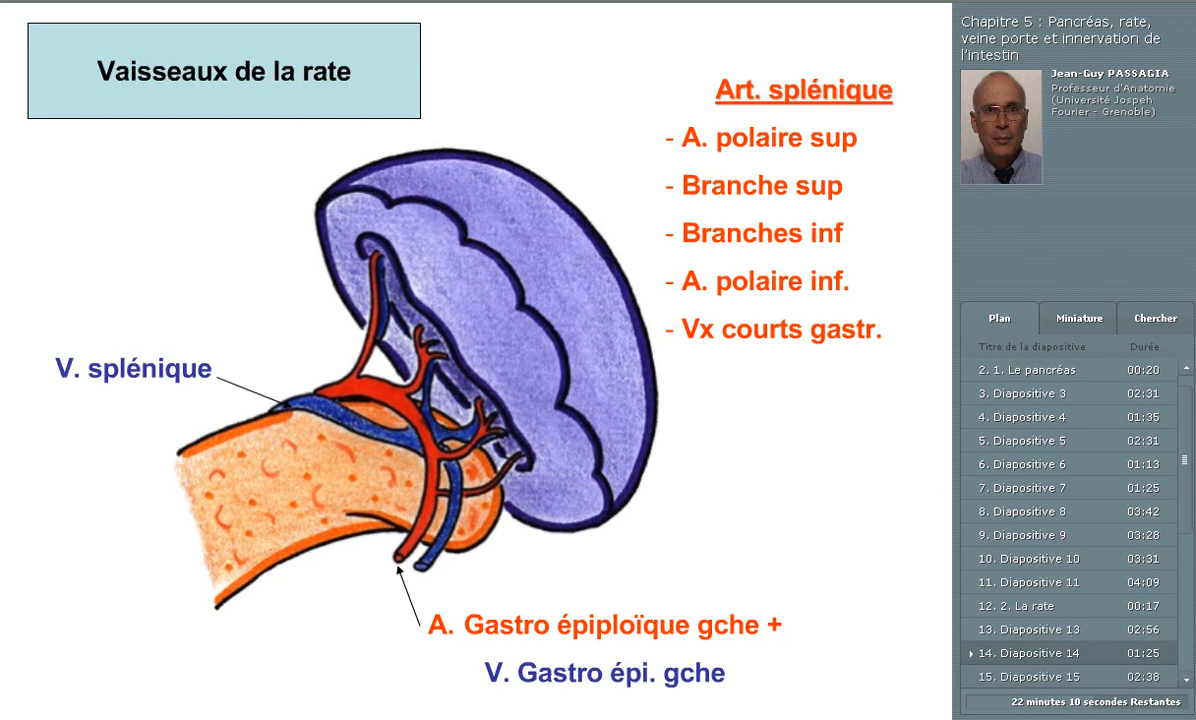 Vaisseaux de la rate
Art. splénique
- A. polaire sup
- Branche sup
- Branches inf
- A. polaire inf.
- Vx courts gastr.
V. splénique
A. Gastro épiploïque gche +
V. Gastro épi. gche
Chapitre 5 : Pancréas, rate,
veine porte et innervation de
l'intestin
Jean-Guy PASSAGIA
Professeur d'Anatomie
(Université Jospeh
Fourier - Grenoble)
Plan Miniature Chercher
Titre de la diapositive Durée
2. 1. Le pancréas 00:20
3. Diapositive 3 02:31
4. Diapositive 4 01:35
5. Diapositive 5 02:31
6. Diapositive 6 01:13
7. Diapositive 7 01:25
8. Diapositive 8 03:42
9. Diapositive 9 03:28
10. Diapositive 10 03:31
11. Diapositive 11 04:09
12. 2. La rate 00:17
13. Diapositive 13 02:56
14. Diapositive 14 01:25
15. Diapositive 15 02:38
22 minutes 10 secondes Restantes